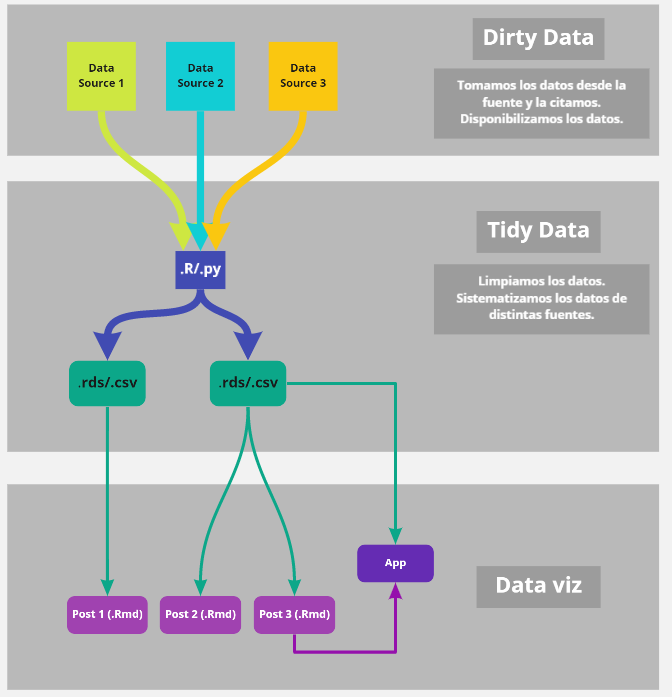 Dirty Data
Data
Source 1
Data
Source 2
Data
Source 3
Tomamos los datos desde la
fuente y la citamos.
Disponibilizamos los datos.
Tidy Data
.R/.py
Limpiamos los datos.
Sistematizamos los datos de
distintas fuentes.
.rds/.csv
.rds/.csv
App
Data viz
Post 1 (.Rmd)
Post 2 (.Rmd)
Post 3 (.Rmd)